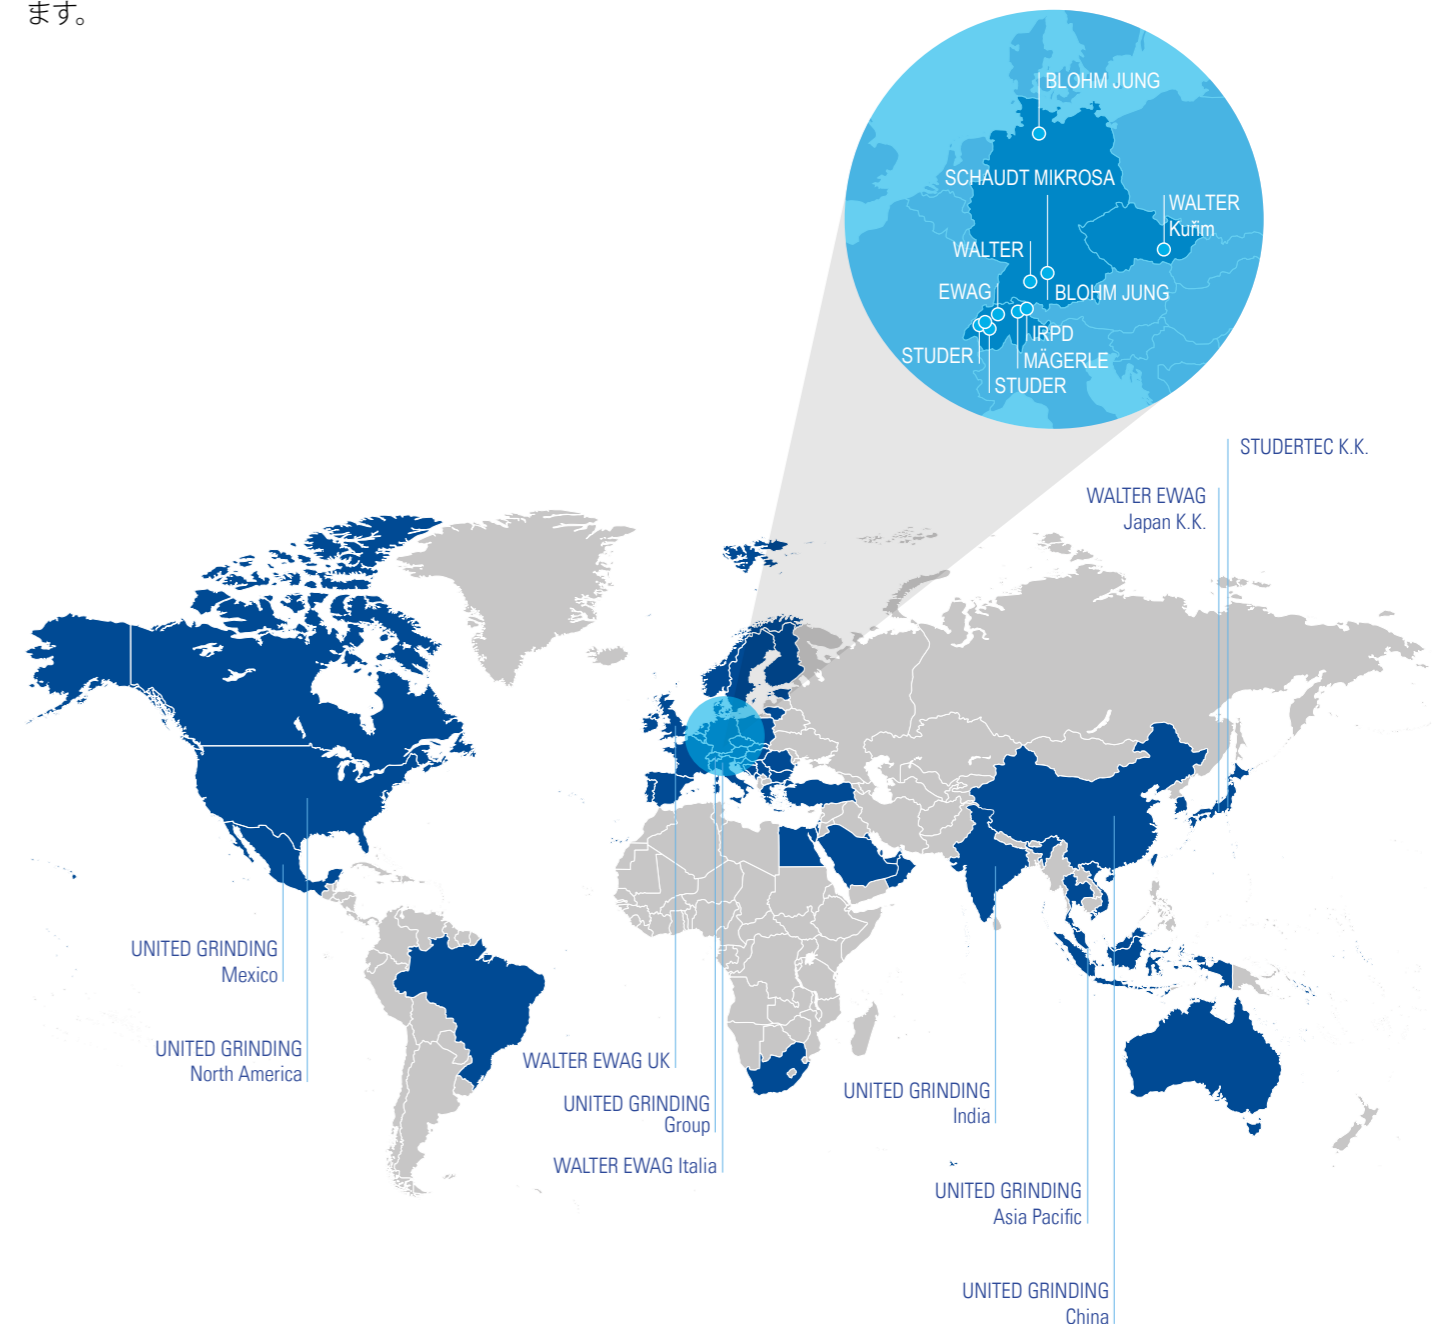 ます。
BLOHM JUNG
SCHAUDT MIKROSA
WALTER
Kuřim
WALTER
EWAG
BLOHM JUNG
IRPD
STUDER
MÄGERLE
STUDER
STUDERTEC K.K.
WALTER EWAG
Japan K.K.
UNITED GRINDING
Mexico
UNITED GRINDING
North America
WALTER EWAG UK
UNITED GRINDING
Group
WALTER EWAG Italia
UNITED GRINDING
India
UNITED GRINDING
Asia Pacific
UNITED GRINDING
China